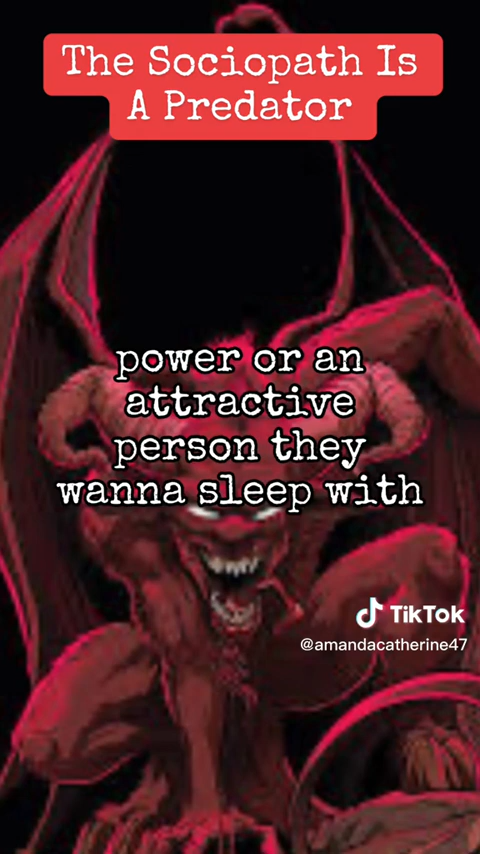 The Sociopath Is
A Predator
power or an
attractive
person they
wanna sleep with
TikTok
@amandacatherine47